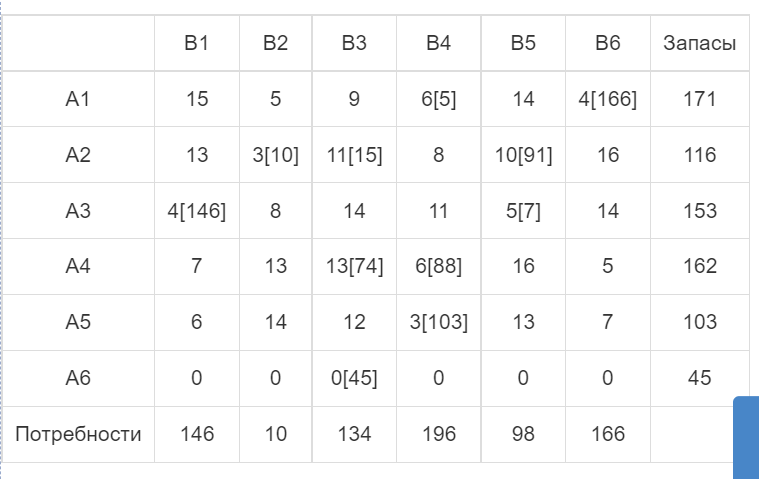 B1 B2 B3 B4 B5 B6 Запасы
A1 15 5 9 6[5] 14 4[166] 171
A2 13 3[10] 11[15] 8 10[91] 16 116
A3 4[146] 8 14 11 5[7] 14 153
A4 7 13 13[74] 6[88] 16 5 162
A5 6 14 12 3[103] 13 7 103
A6 0 0 0[45] 0 0 0 45
Потребности 146 10 134 196 98 166